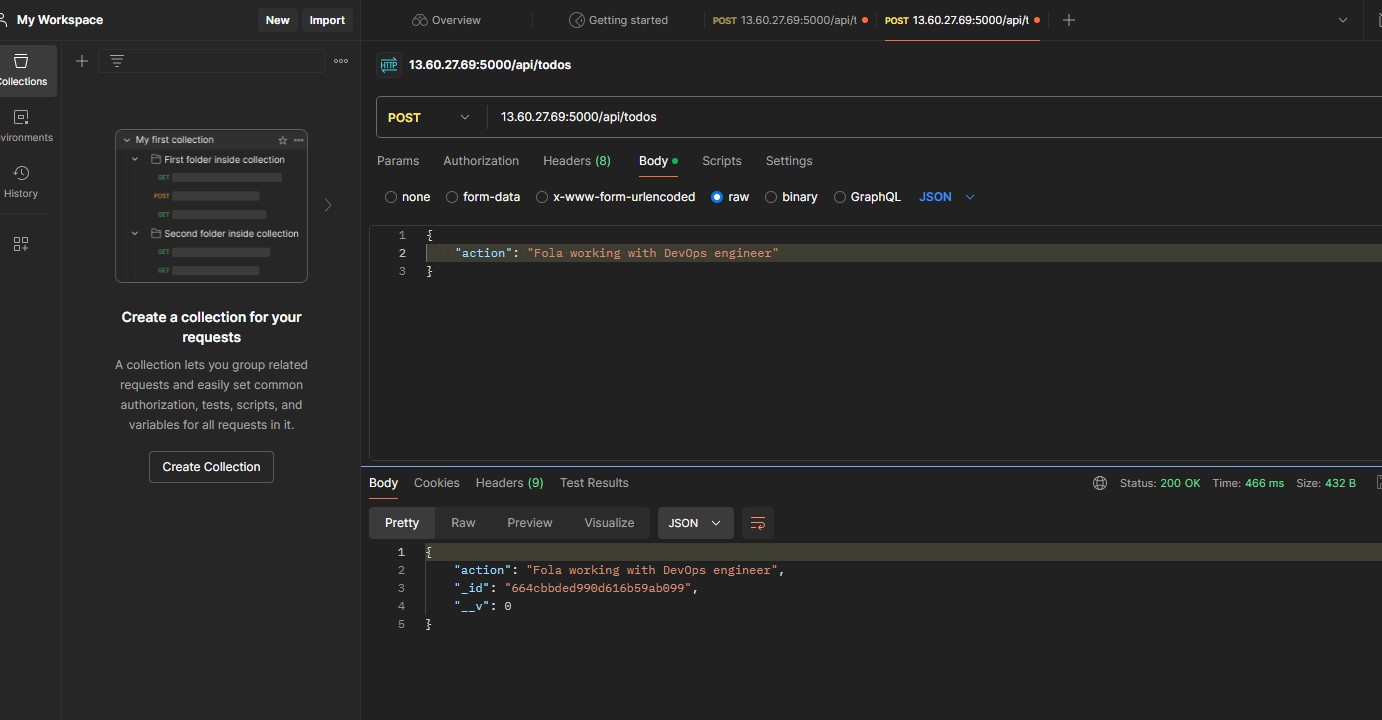 My Workspace
New
Import
Overview
Getting started
POST 13.60.27.69:5000/api/t
POST 13.60.27.69:5000/api/t
Collections
HTTP
13.60.27.69:5000/api/todos
POST
13.60.27.69:5000/api/todos
vironments
History
My first collection
First folder inside collection
GET
POST
GET
Second folder inside collection
GET
GET
Create a collection for your
requests
A collection lets you group related
requests and easily set common
authorization, tests, scripts, and
variables for all requests in it.
Create Collection
Params
Authorization
Headers (8)
Body
Scripts
Settings
none
form-data
x-www-form-urlencoded
raw
binary
GraphQL
JSON
1 {
2 "action": "Fola working with DevOps engineer"
3 }
Body
Cookies
Headers (9)
Test Results
Status: 200 OK
Time: 466 ms
Size: 432 B
Pretty
Raw
Preview
Visualize
JSON
1 {
2 "action": "Fola working with DevOps engineer",
3 "_id": "664cbbded990d616b59ab099",
4 "__v": 0
5 }